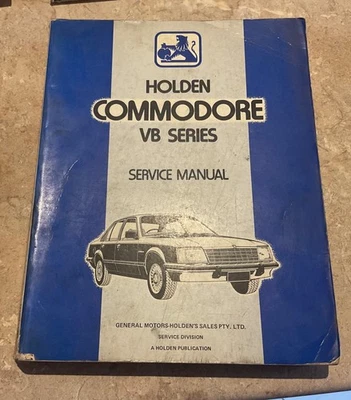 HOLDEN
COMMODORE
VB SERIES
SERVICE MANUAL
GENERAL MOTORS-HOLDEN'S SALES PTY. LTD.
SERVICE DIVISION
A HOLDEN PUBLICATION